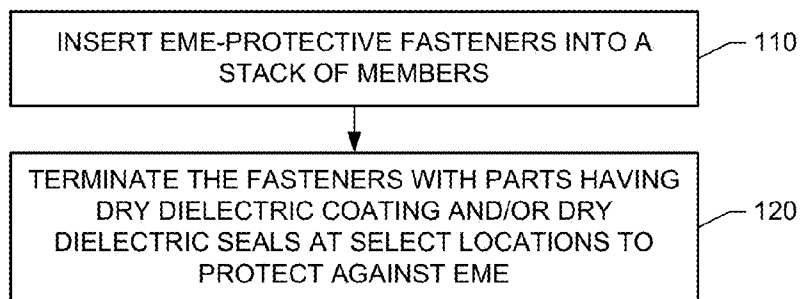 INSERT EME-PROTECTIVE FASTENERS INTO A
STACK OF MEMBERS
110
TERMINATE THE FASTENERS WITH PARTS HAVING
DRY DIELECTRIC COATING AND/OR DRY
DIELECTRIC SEALS AT SELECT LOCATIONS TO
PROTECT AGAINST EME
120